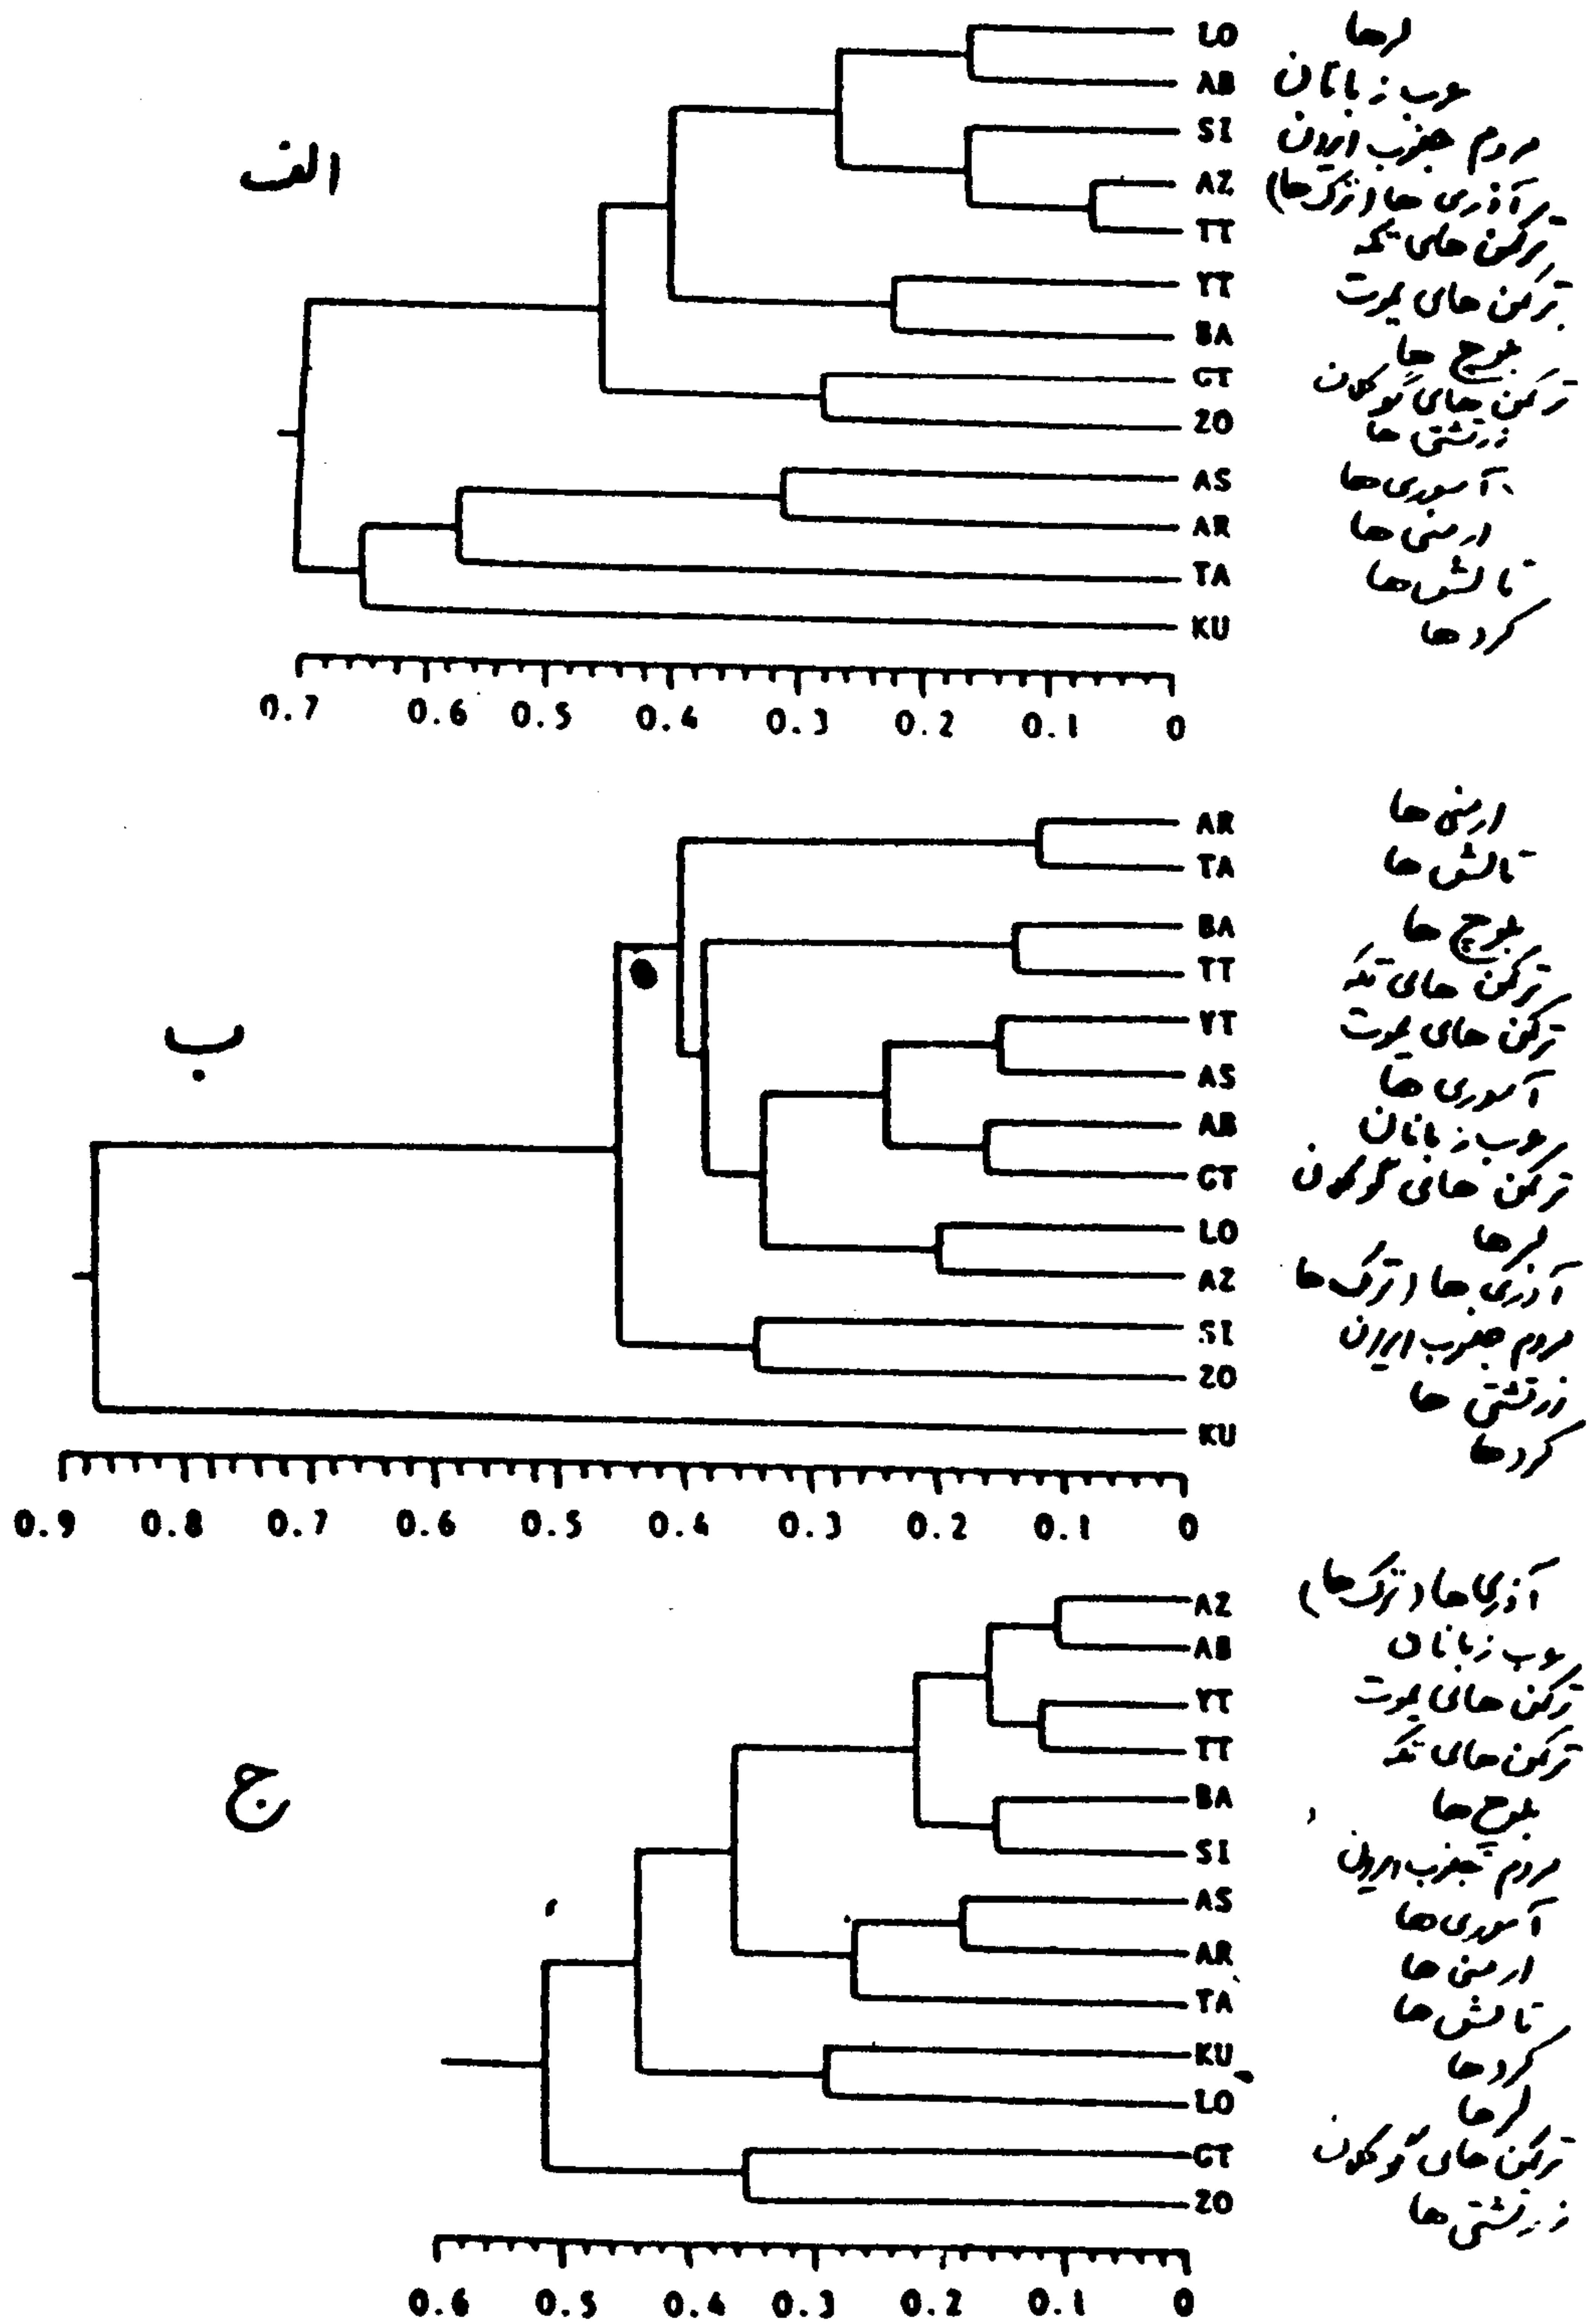 الف
LO لرها
AB عرب زبانان
SI مردم جنوب ایران
AZ آذری ها (ترک ها)
TT ترکمن های تکه
YT ترکمن های یموت
BA بلوچ ها
GT ترکمن های گوکلان
ZO زرتشتی ها
AS آسوری ها
AR ارمنی ها
TA تالش ها
KU کردها
0.7 0.6 0.5 0.4 0.3 0.2 0.1 0
ب
AR ارمنی ها
TA تالش ها
BA بلوچ ها
TT ترکمن های تکه
YT ترکمن های یموت
AS آسوری ها
AB عرب زبانان
GT ترکمن های گوکلون
LO لرها
AZ آذری ها (ترک ها
SI مردم جنوب ایران
ZO زرتشتی ها
KU کردها
0.9 0.8 0.7 0.6 0.5 0.4 0.3 0.2 0.1 0
ج
AZ آذری ها (ترک ها)
AB عرب زبانان
YT ترکمن های یموت
TT ترکمن های تکه
BA بلوچ ها
SI مردم جنوب ایران
AS آسوری ها
AR ارمنی ها
TA تالش ها
KU کردها
LO لرها
GT ترکمن های گوکلون
ZO زرتشتی ها
0.6 0.5 0.4 0.3 0.2 0.1 0